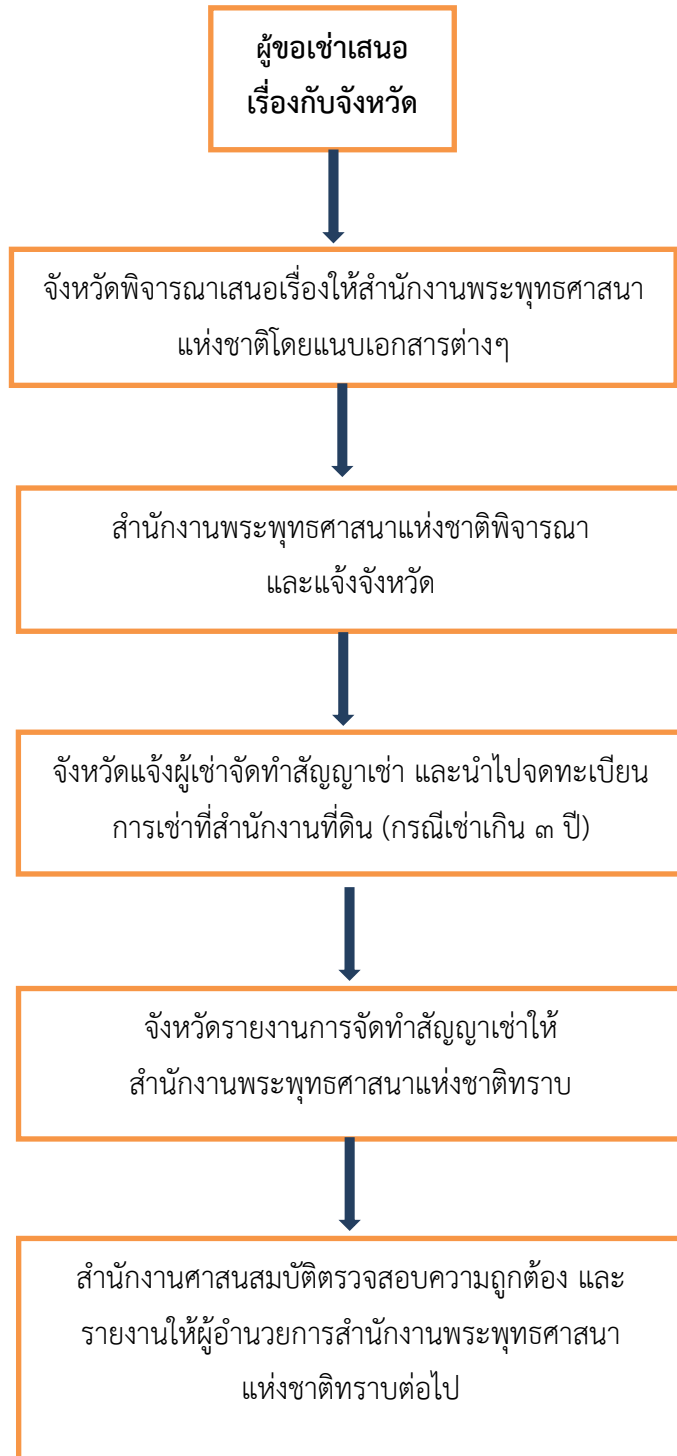 ผู้ขอเช่าเสนอ
เรื่องกับจังหวัด
จังหวัดพิจารณาเสนอเรื่องให้สำนักงานพระพุทธศาสนา
แห่งชาติโดยแนบเอกสารต่างๆ
สำนักงานพระพุทธศาสนาแห่งชาติพิจารณา
และแจ้งจังหวัด
จังหวัดแจ้งผู้เช่าจัดทำสัญญาเช่า และนำไปจดทะเบียน
การเช่าที่สำนักงานที่ดิน (กรณีเช่าเกิน ๓ ปี)
จังหวัดรายงานการจัดทำสัญญาเช่าให้
สำนักงานพระพุทธศาสนาแห่งชาติทราบ
สำนักงานศาสนสมบัติตรวจสอบความถูกต้อง และ
รายงานให้ผู้อำนวยการสำนักงานพระพุทธศาสนา
แห่งชาติทราบต่อไป